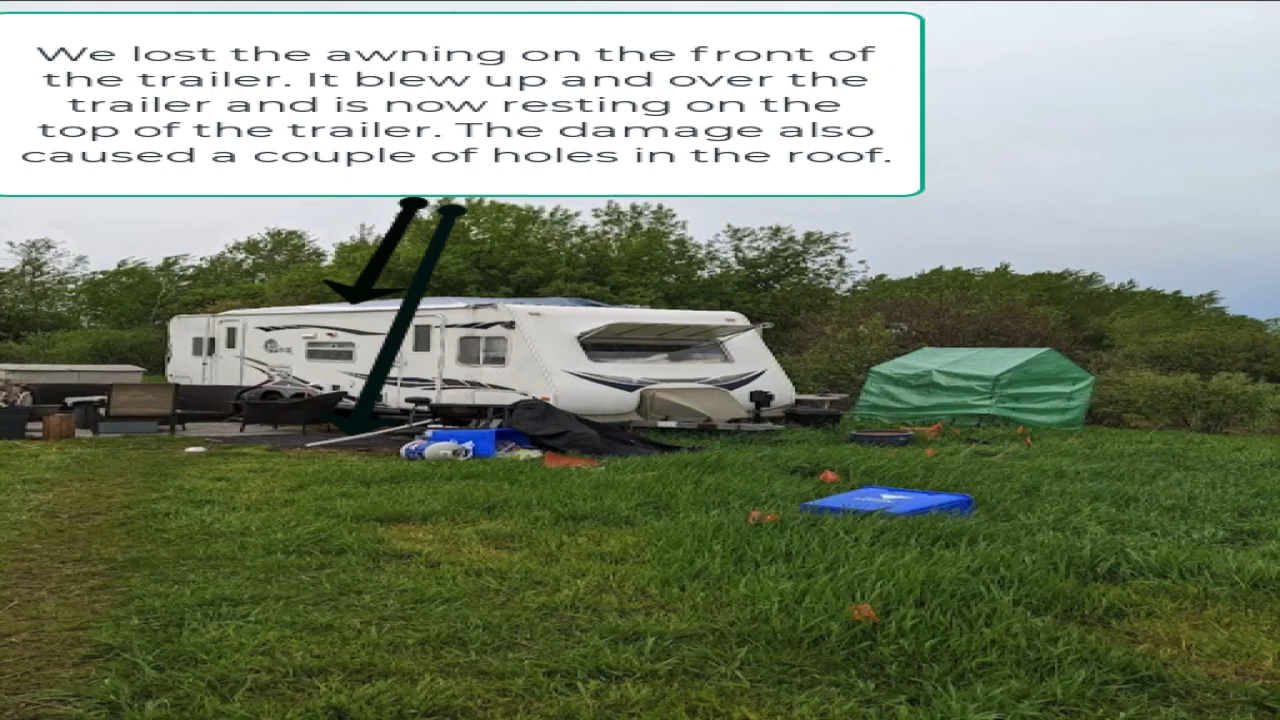 We lost the awning on the front of
the trailer. It blew up and over the
trailer and is now resting on the
top of the trailer. The damage also
caused a couple of holes in the roof.